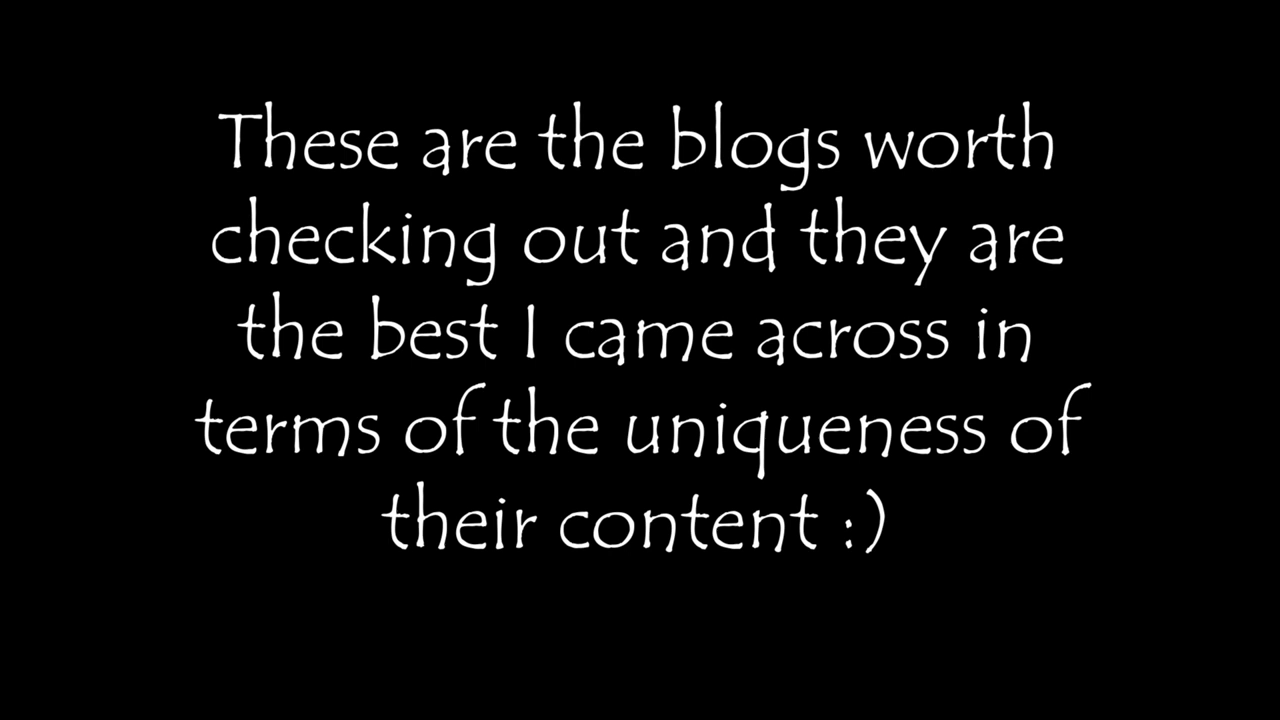 These are the blogs worth
checking out and they are
the best I came across in
terms of the uniqueness of
their content :)